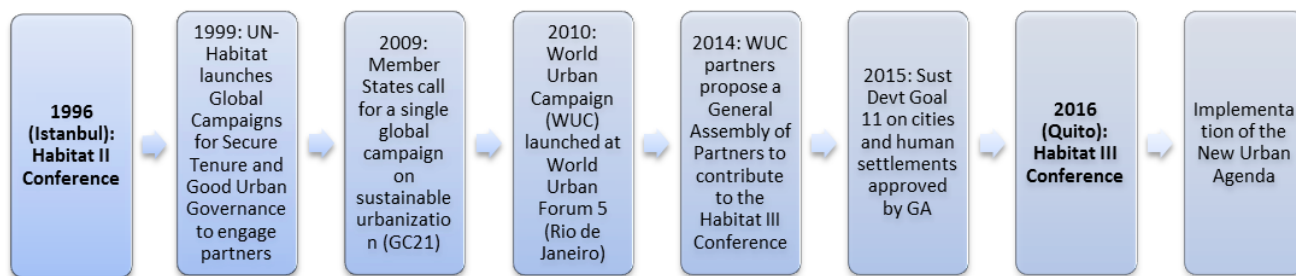 1996
(Istanbul):
Habitat II
Conference
1999: UN-
Habitat
launches
Global
Campaigns
for Secure
Tenure and
Good Urban
Governance
to engage
partners
2009:
Member
States call
for a single
global
campaign
on
sustainable
urbanizatio
n (GC21)
2010:
World
Urban
Campaign
(WUC)
launched at
World
Urban
Forum 5
(Rio de
Janeiro)
2014: WUC
partners
propose a
General
Assembly of
Partners to
contribute
to the
Habitat III
Conference
2015: Sust
Devt Goal
11 on cities
and human
settlements
approved
by GA
2016
(Quito):
Habitat III
Conference
Implementa
tion of the
New Urban
Agenda